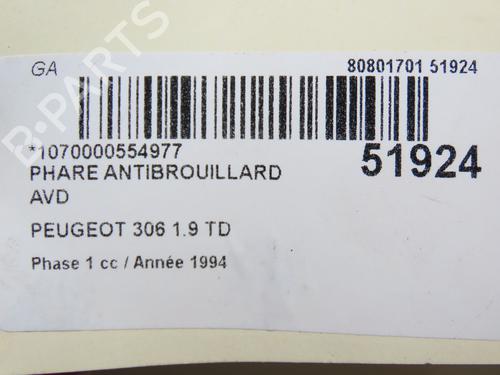 GA
80801701 51924
*1070000554977
51924
PHARE ANTIBROUILLARD
AVD
PEUGEOT 306 1.9 TD
Phase 1 cc / Année 1994
B-PARTS